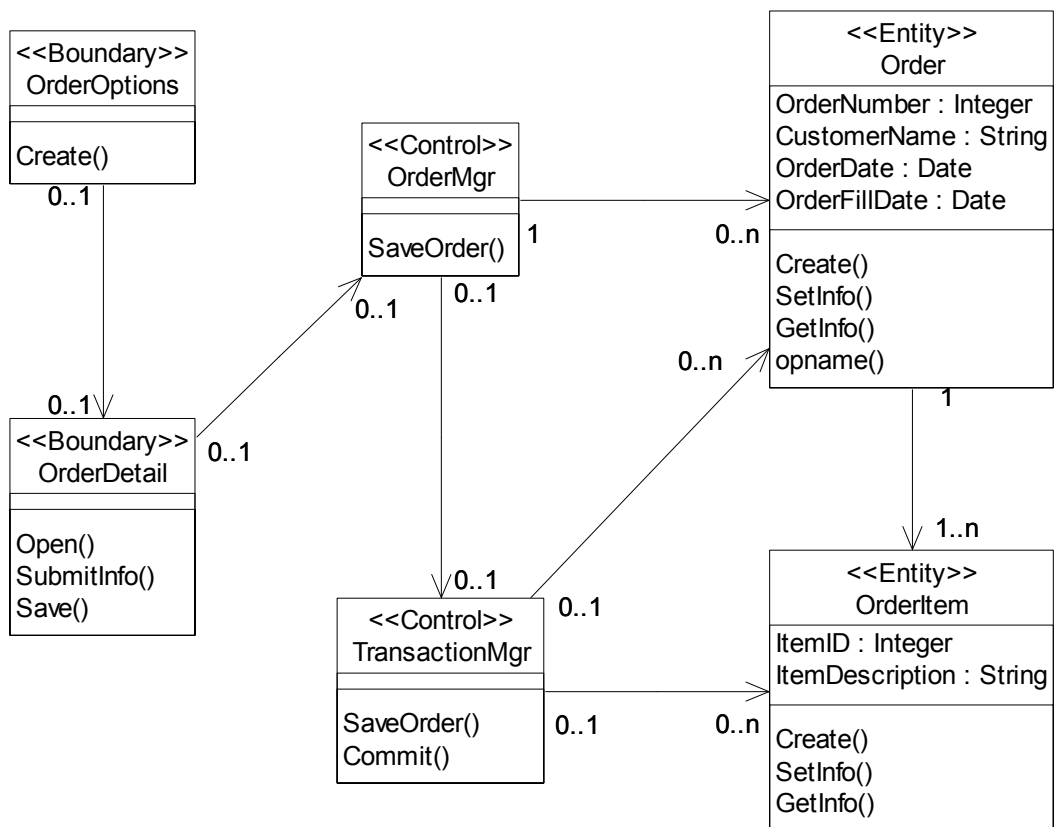 <<Boundary>>
OrderOptions
Create()
0..1
0..1
<<Boundary>>
OrderDetail
Open()
SubmitInfo()
Save()
0..1
0..1
<<Control>>
OrderMgr
SaveOrder()
1
0..n
0..1
0..1
<<Control>>
TransactionMgr
SaveOrder()
Commit()
0..1
0..n
0..1
0..n
<<Entity>>
Order
OrderNumber : Integer
CustomerName : String
OrderDate : Date
OrderFillDate : Date
Create()
SetInfo()
GetInfo()
opname()
1
1..n
<<Entity>>
OrderItem
ItemID : Integer
ItemDescription : String
Create()
SetInfo()
GetInfo()